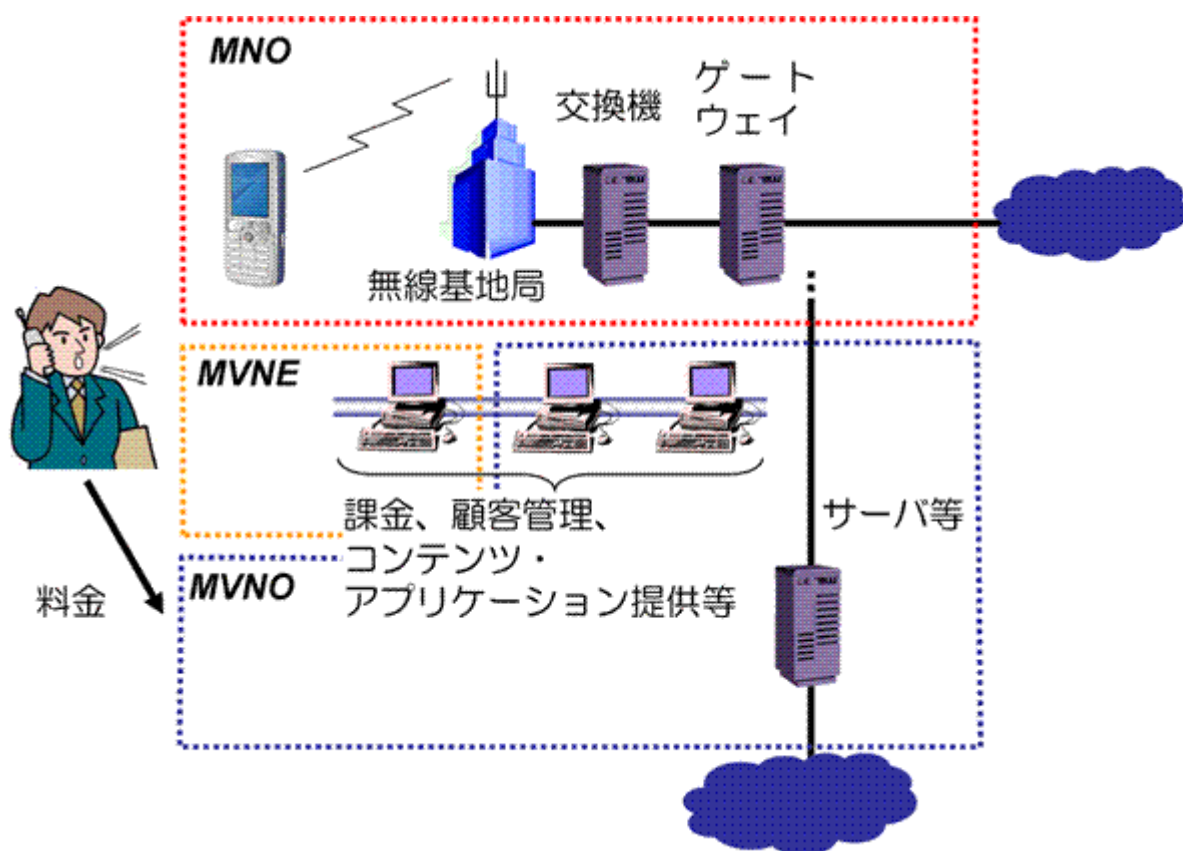 MNO
交換機
ゲート
ウェイ
無線基地局
MVNE
課金、顧客管理、
コンテンツ・
アプリケーション提供等
サーバ等
MVNO
料金